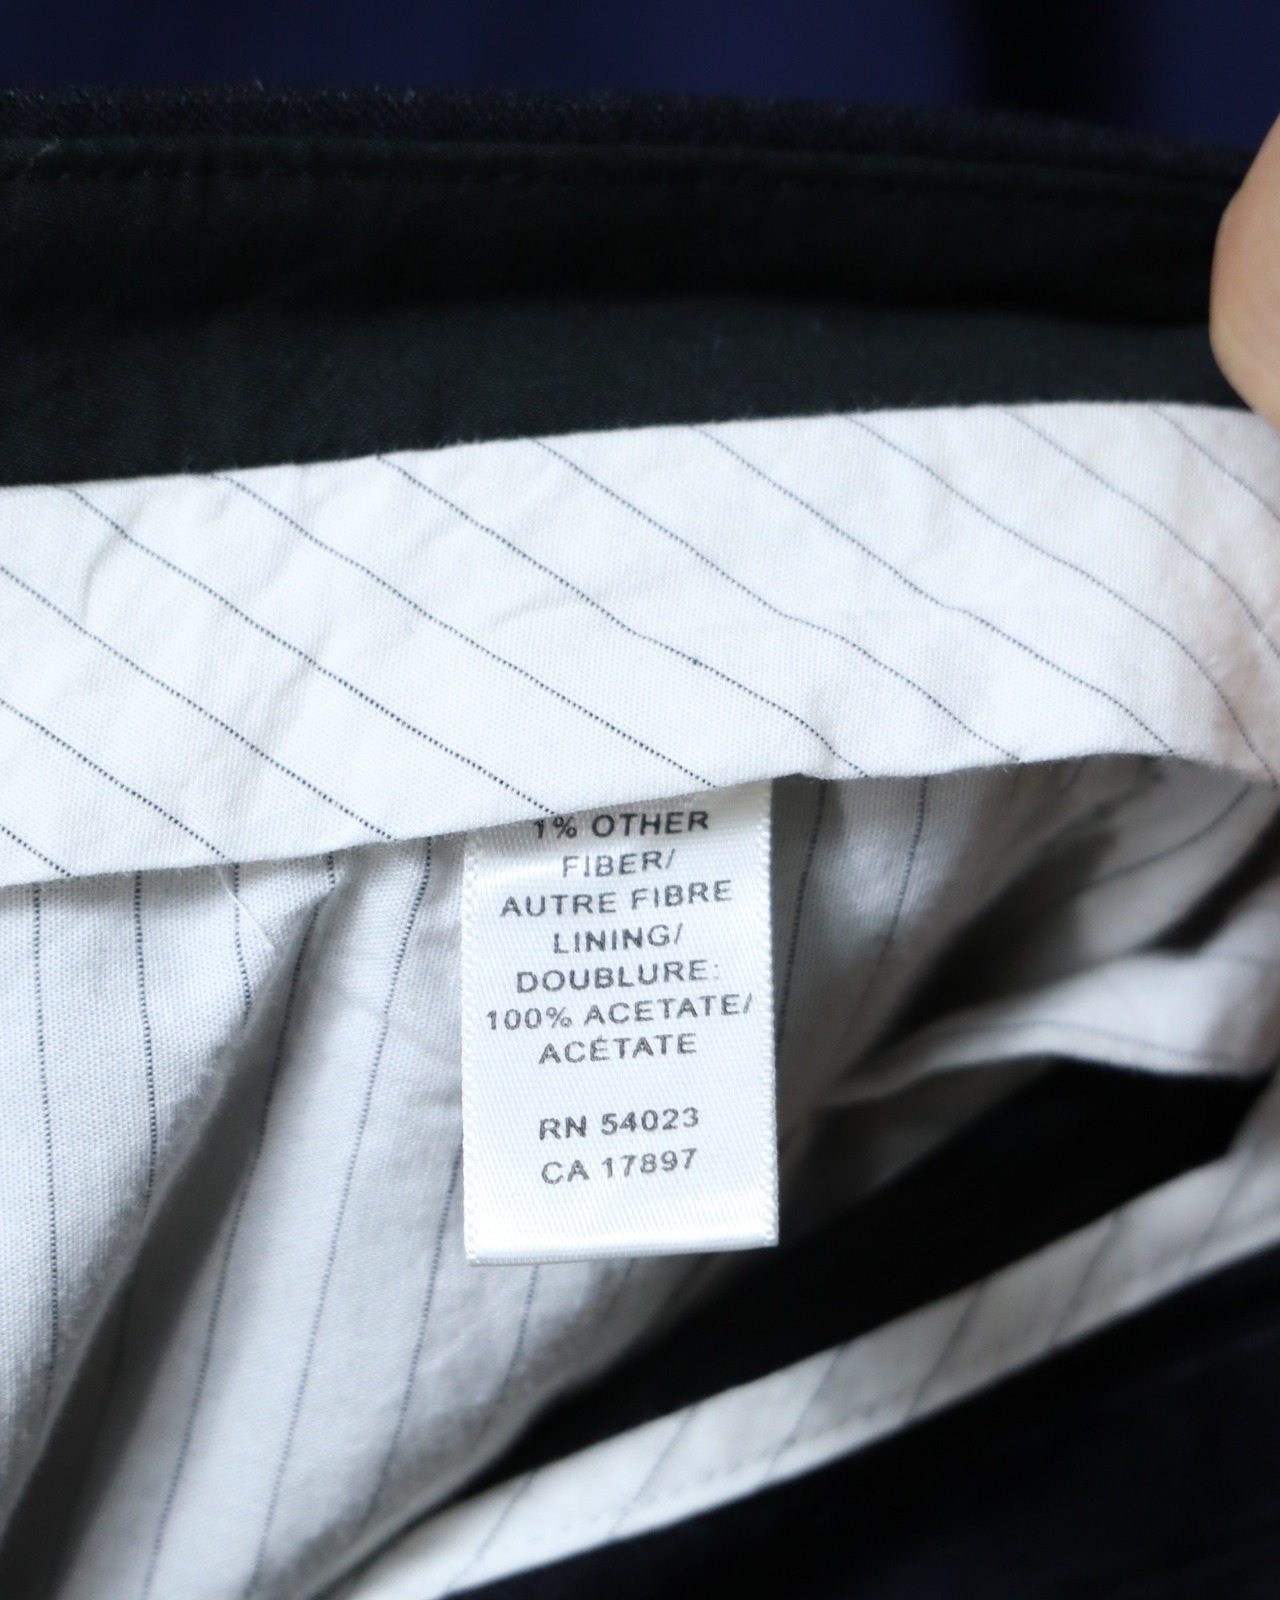 1% OTHER
FIBER/
AUTRE FIBRE
LINING/
DOUBLURE:
100% ACETATE/
ACÉTATE
RN 54023
CA 17897